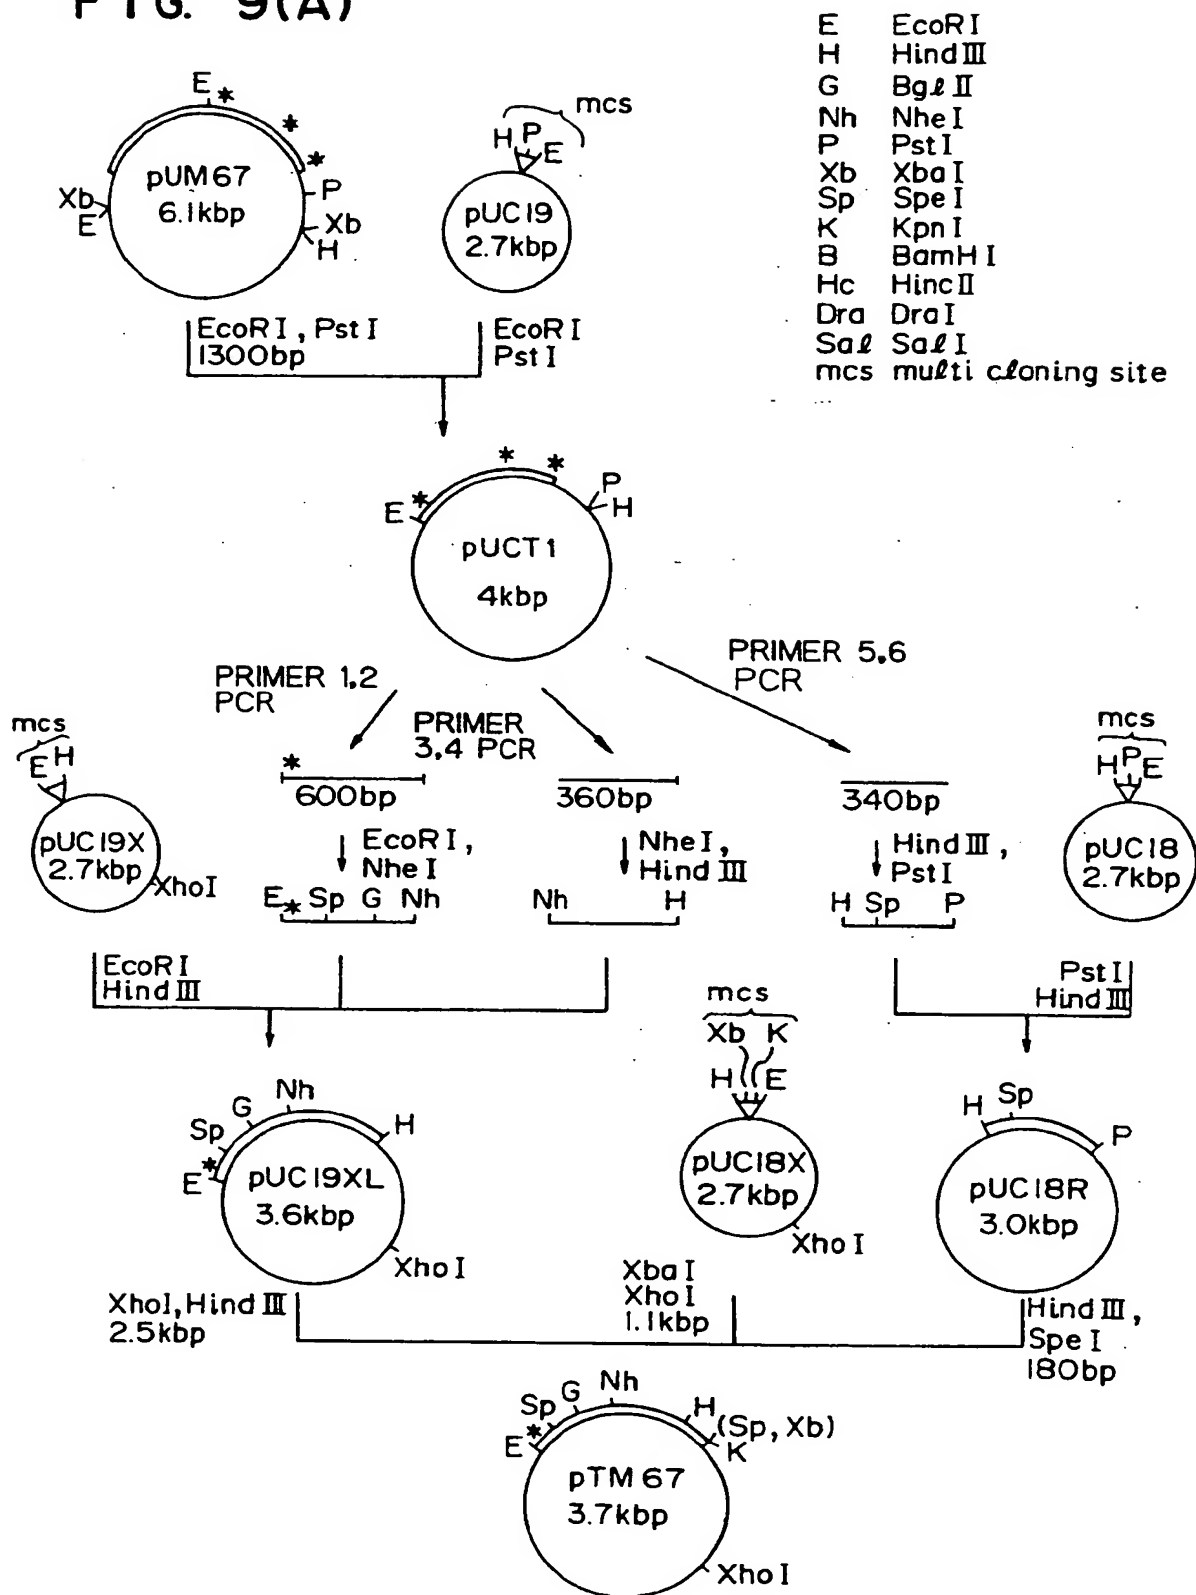 FIG. 9(A)
E EcoRI
H HindIII
G BglII
Nh NheI
P PstI
Xb XbaI
Sp SpeI
K KpnI
B BamHI
Hc HincII
Dra DraI
Sal SalI
mcs multi cloning site
E * * *
pUM67
6.1kbp
Xb
E
P
Xb
H
mcs
H P E
pUC19
2.7kbp
EcoRI, PstI
1300bp
EcoRI
PstI
E * * *
P
H
pUCT1
4kbp
PRIMER 1,2
PCR
PRIMER
3,4 PCR
PRIMER 5,6
PCR
mcs
E H
pUC19X
2.7kbp
XhoI
*
600bp
EcoRI,
NheI
E * Sp G Nh
360bp
NheI,
HindIII
Nh H
340bp
HindIII,
PstI
H Sp P
mcs
H P E
pUC18
2.7kbp
EcoRI
HindIII
PstI
HindIII
mcs
Xb K
H E
pUC18X
2.7kbp
XhoI
E * Sp G Nh H
pUC19XL
3.6kbp
XhoI
H Sp P
pUC18R
3.0kbp
XhoI, HindIII
2.5kbp
XbaI
XhoI
1.1kbp
HindIII,
SpeI
180bp
E * Sp G Nh H
(Sp, Xb)
K
pTM67
3.7kbp
XhoI